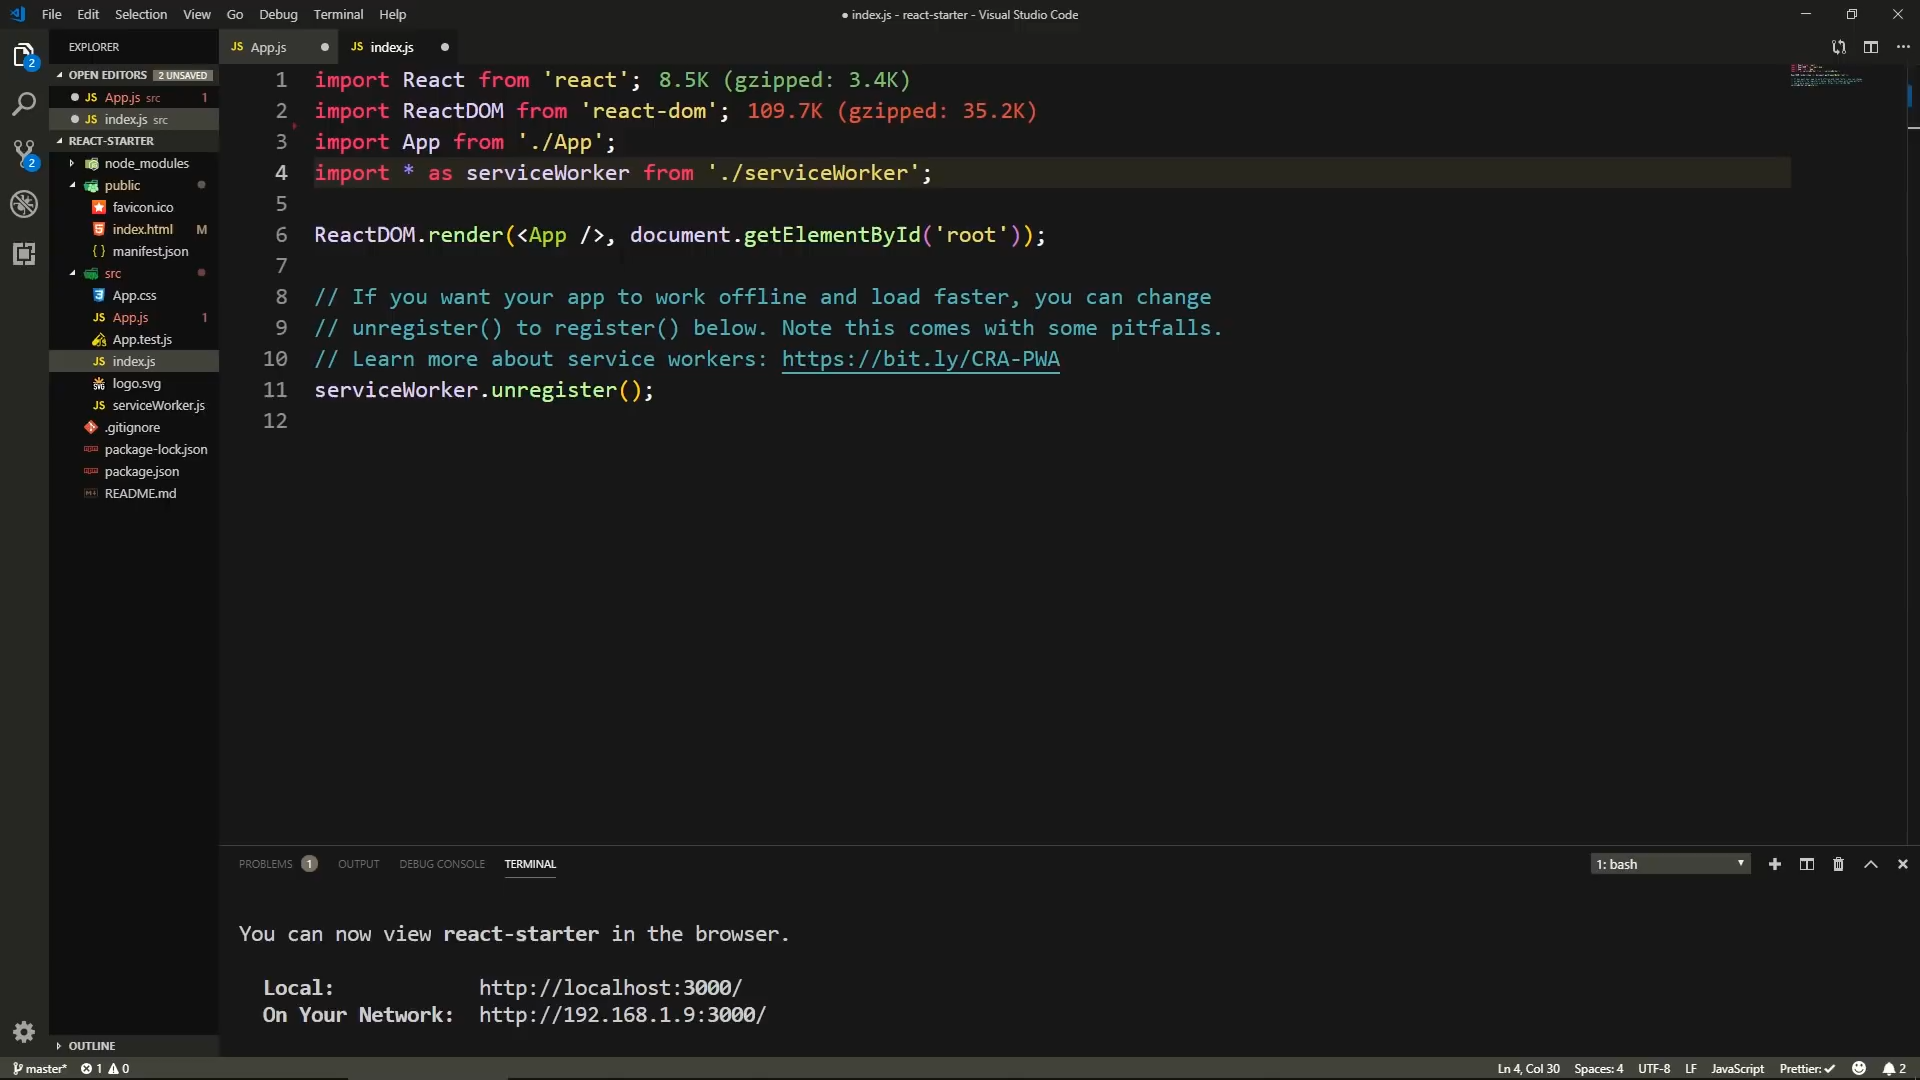 File Edit Selection View Go Debug Terminal Help
● index.js - react-starter - Visual Studio Code
EXPLORER
JS App.js ●
JS index.js ●
2
OPEN EDITORS 2 UNSAVED
● JS App.js src 1
● JS index.js src
REACT-STARTER
node_modules
public
favicon.ico
index.html M
{ } manifest.json
src
App.css
JS App.js 1
App.test.js
JS index.js
logo.svg
JS serviceWorker.js
.gitignore
package-lock.json
package.json
README.md
OUTLINE
2
1 import React from 'react'; 8.5K (gzipped: 3.4K)
2 import ReactDOM from 'react-dom'; 109.7K (gzipped: 35.2K)
3 import App from './App';
4 import * as serviceWorker from './serviceWorker';
5
6 ReactDOM.render(<App />, document.getElementById('root'));
7
8 // If you want your app to work offline and load faster, you can change
9 // unregister() to register() below. Note this comes with some pitfalls.
10 // Learn more about service workers: https://bit.ly/CRA-PWA
11 serviceWorker.unregister();
12
PROBLEMS 1 OUTPUT DEBUG CONSOLE TERMINAL
1: bash
You can now view react-starter in the browser.
Local: http://localhost:3000/
On Your Network: http://192.168.1.9:3000/
master* 1 0
Ln 4, Col 30 Spaces: 4 UTF-8 LF JavaScript Prettier: ✓ 2